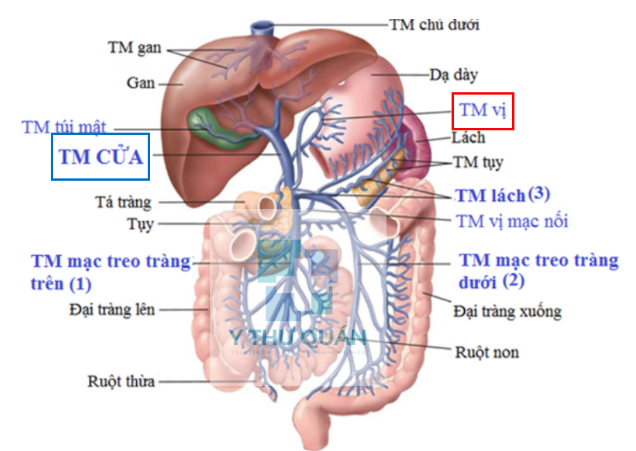 TM chủ dưới
TM gan
Gan
Dạ dày
TM vị
TM túi mật
TM CỬA
Lách
TM tụy
Tá tràng
TM lách (3)
Tụy
TM vị mạc nối
TM mạc treo tràng
trên (1)
TM mạc treo tràng
dưới (2)
Đại tràng lên
Đại tràng xuống
Y THƯ QUÁN
Ruột non
Ruột thừa